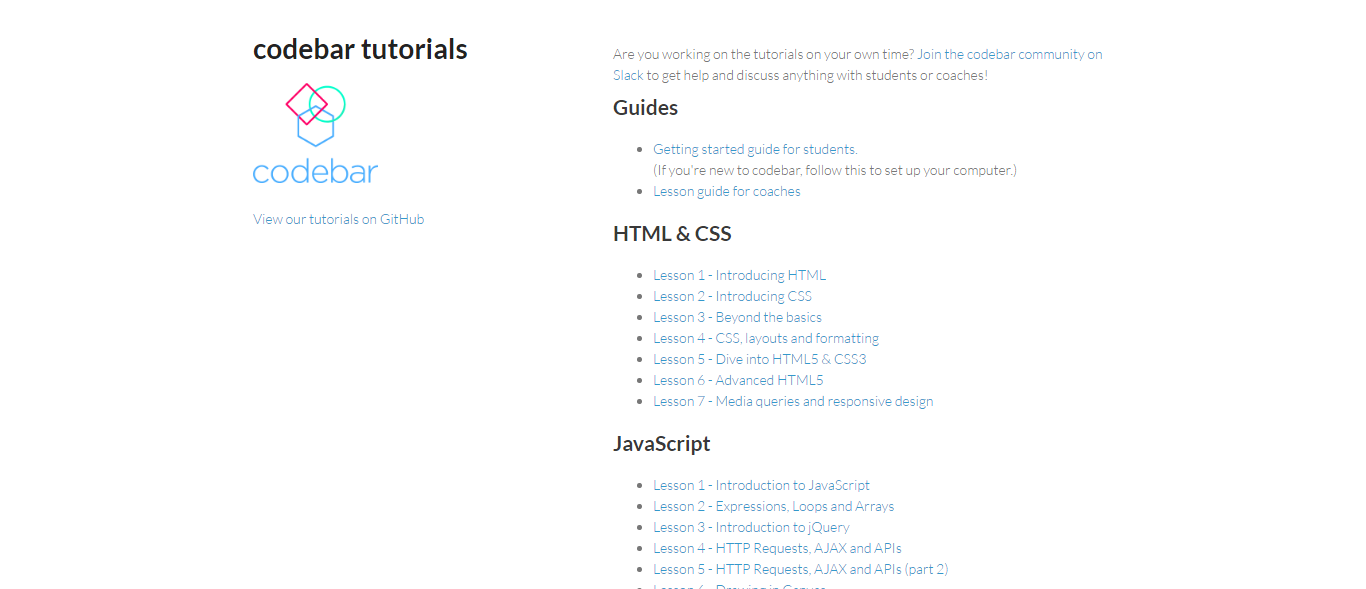 codebar tutorials
codebar
View our tutorials on GitHub
Are you working on the tutorials on your own time? Join the codebar community on
Slack to get help and discuss anything with students or coaches!
Guides
Getting started guide for students.
(If you're new to codebar, follow this to set up your computer.)
Lesson guide for coaches
HTML & CSS
Lesson 1 - Introducing HTML
Lesson 2 - Introducing CSS
Lesson 3 - Beyond the basics
Lesson 4 - CSS, layouts and formatting
Lesson 5 - Dive into HTML5 & CSS3
Lesson 6 - Advanced HTML5
Lesson 7 - Media queries and responsive design
JavaScript
Lesson 1 - Introduction to JavaScript
Lesson 2 - Expressions, Loops and Arrays
Lesson 3 - Introduction to jQuery
Lesson 4 - HTTP Requests, AJAX and APIs
Lesson 5 - HTTP Requests, AJAX and APIs (part 2)
Lesson 6 - Drawing in Canvas